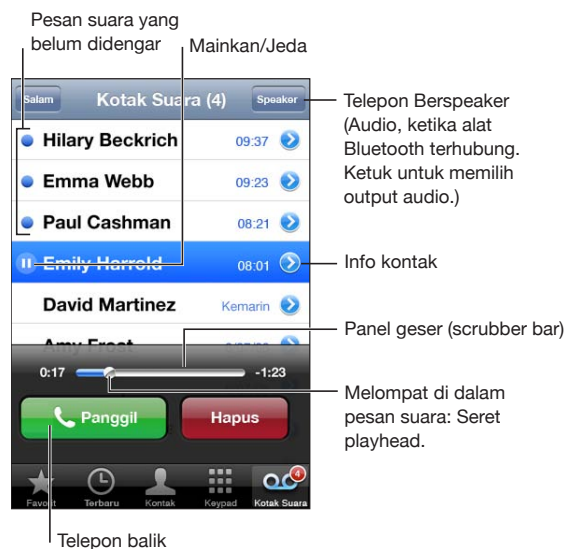 Pesan suara yang
belum didengar
Mainkan/Jeda
Salam
Kotak Suara (4)
Speaker
Telepon Berspeaker
(Audio, ketika alat
Bluetooth terhubung.
Ketuk untuk memilih
output audio.)
Hilary Beckrich 09:37
Emma Webb 09:23
Paul Cashman 08:21
Emily Harrold 08:01
Info kontak
David Martinez Kemarin
Amy Frost
Panel geser (scrubber bar)
0:17 -1:23
Melompat di dalam
pesan suara: Seret
playhead.
Panggil
Hapus
4
Favorit Terbaru Kontak Keypad Kotak Suara
Telepon balik